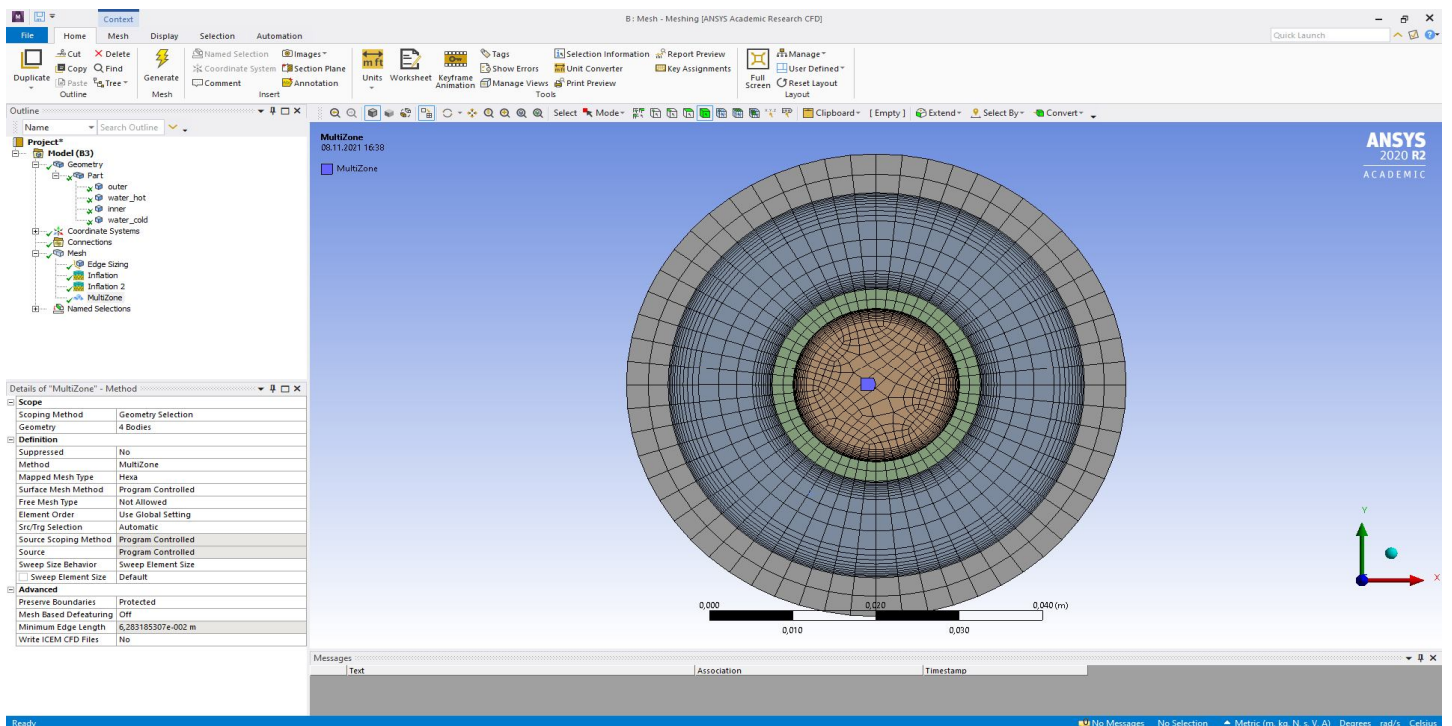 Context
B : Mesh - Meshing [ANSYS Academic Research CFD]
File Home Mesh Display Selection Automation
Quick Launch
Duplicate
Cut
Copy
Paste
Delete
Find
Tree
Outline
Generate
Mesh
Named Selection
Coordinate System
Comment
Images
Section Plane
Annotation
Insert
Units
Worksheet
Keyframe
Animation
Tags
Show Errors
Manage Views
Selection Information
Unit Converter
Print Preview
Report Preview
Key Assignments
Tools
Full
Screen
Manage
User Defined
Reset Layout
Layout
Outline
Name Search Outline
Select Mode Clipboard [ Empty ] Extend Select By Convert
Project*
Model (B3)
Geometry
Part
outer
water_hot
inner
water_cold
Coordinate Systems
Connections
Mesh
Edge Sizing
Inflation
Inflation 2
MultiZone
Named Selections
MultiZone
08.11.2021 16:38
MultiZone
ANSYS
2020 R2
ACADEMIC
Details of "MultiZone" - Method
Scope
Scoping Method Geometry Selection
Geometry 4 Bodies
Definition
Suppressed No
Method MultiZone
Mapped Mesh Type Hexa
Surface Mesh Method Program Controlled
Free Mesh Type Not Allowed
Element Order Use Global Setting
Src/Trg Selection Automatic
Source Scoping Method Program Controlled
Source Program Controlled
Sweep Size Behavior Sweep Element Size
Sweep Element Size Default
Advanced
Preserve Boundaries Protected
Mesh Based Defeaturing Off
Minimum Edge Length 6,283185307e-002 m
Write ICEM CFD Files No
Y
X
0,000 0,020 0,040 (m)
0,010 0,030
Messages
Text Association Timestamp
Ready
No Messages No Selection Metric (m, kg, N, s, V, A) Degrees rad/s Celsius